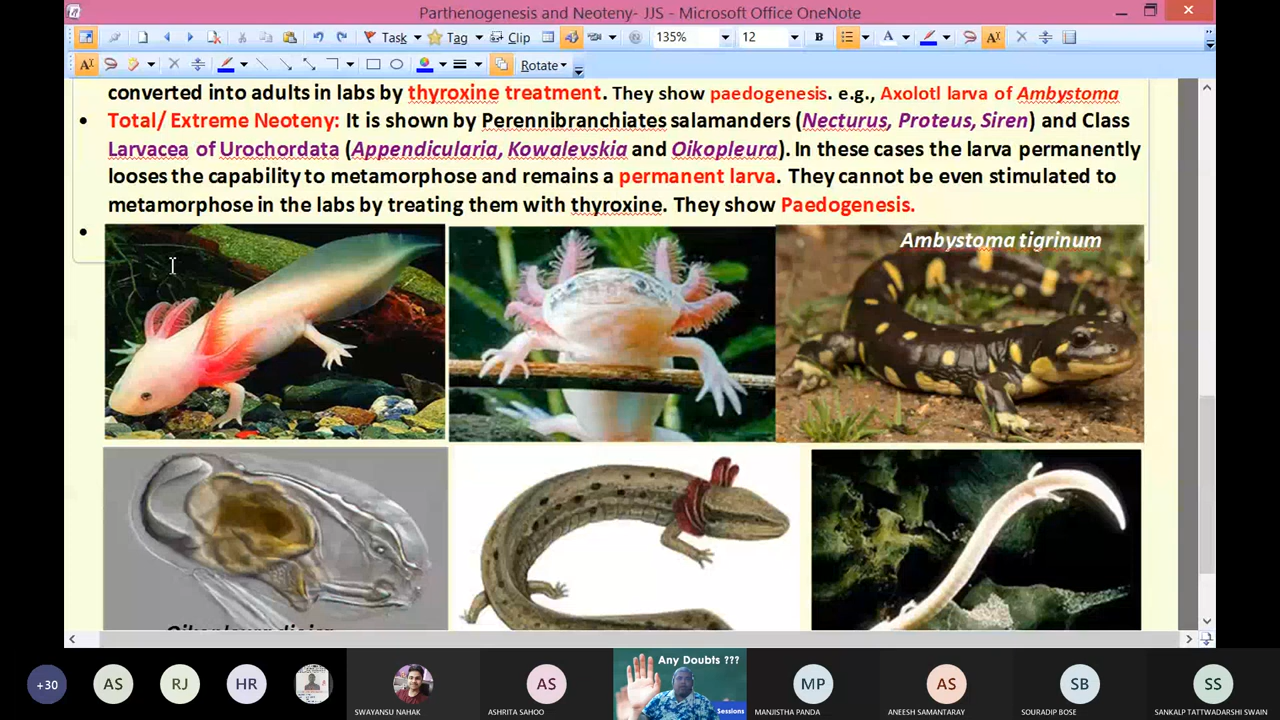 Parthenogenesis and Neoteny- JJS - Microsoft Office OneNote
Task Tag Clip 135% 12 B A A
A Rotate
converted into adults in labs by thyroxine treatment. They show paedogenesis. e.g., Axolotl larva of Ambystoma
• Total/ Extreme Neoteny: It is shown by Perennibranchiates salamanders (Necturus, Proteus, Siren) and Class
Larvacea of Urochordata (Appendicularia, Kowalevskia and Oikopleura). In these cases the larva permanently
looses the capability to metamorphose and remains a permanent larva. They cannot be even stimulated to
metamorphose in the labs by treating them with thyroxine. They show Paedogenesis.
•
Ambystoma tigrinum
Any Doubts ???
Sessions
+30 AS RJ HR AS MP AS SB SS
SWAYANSU NAHAK ASHRITA SAHOO MANJISTHA PANDA ANEESH SAMANTARAY SOURADIP BOSE SANKALP TATTWADARSHI SWAIN